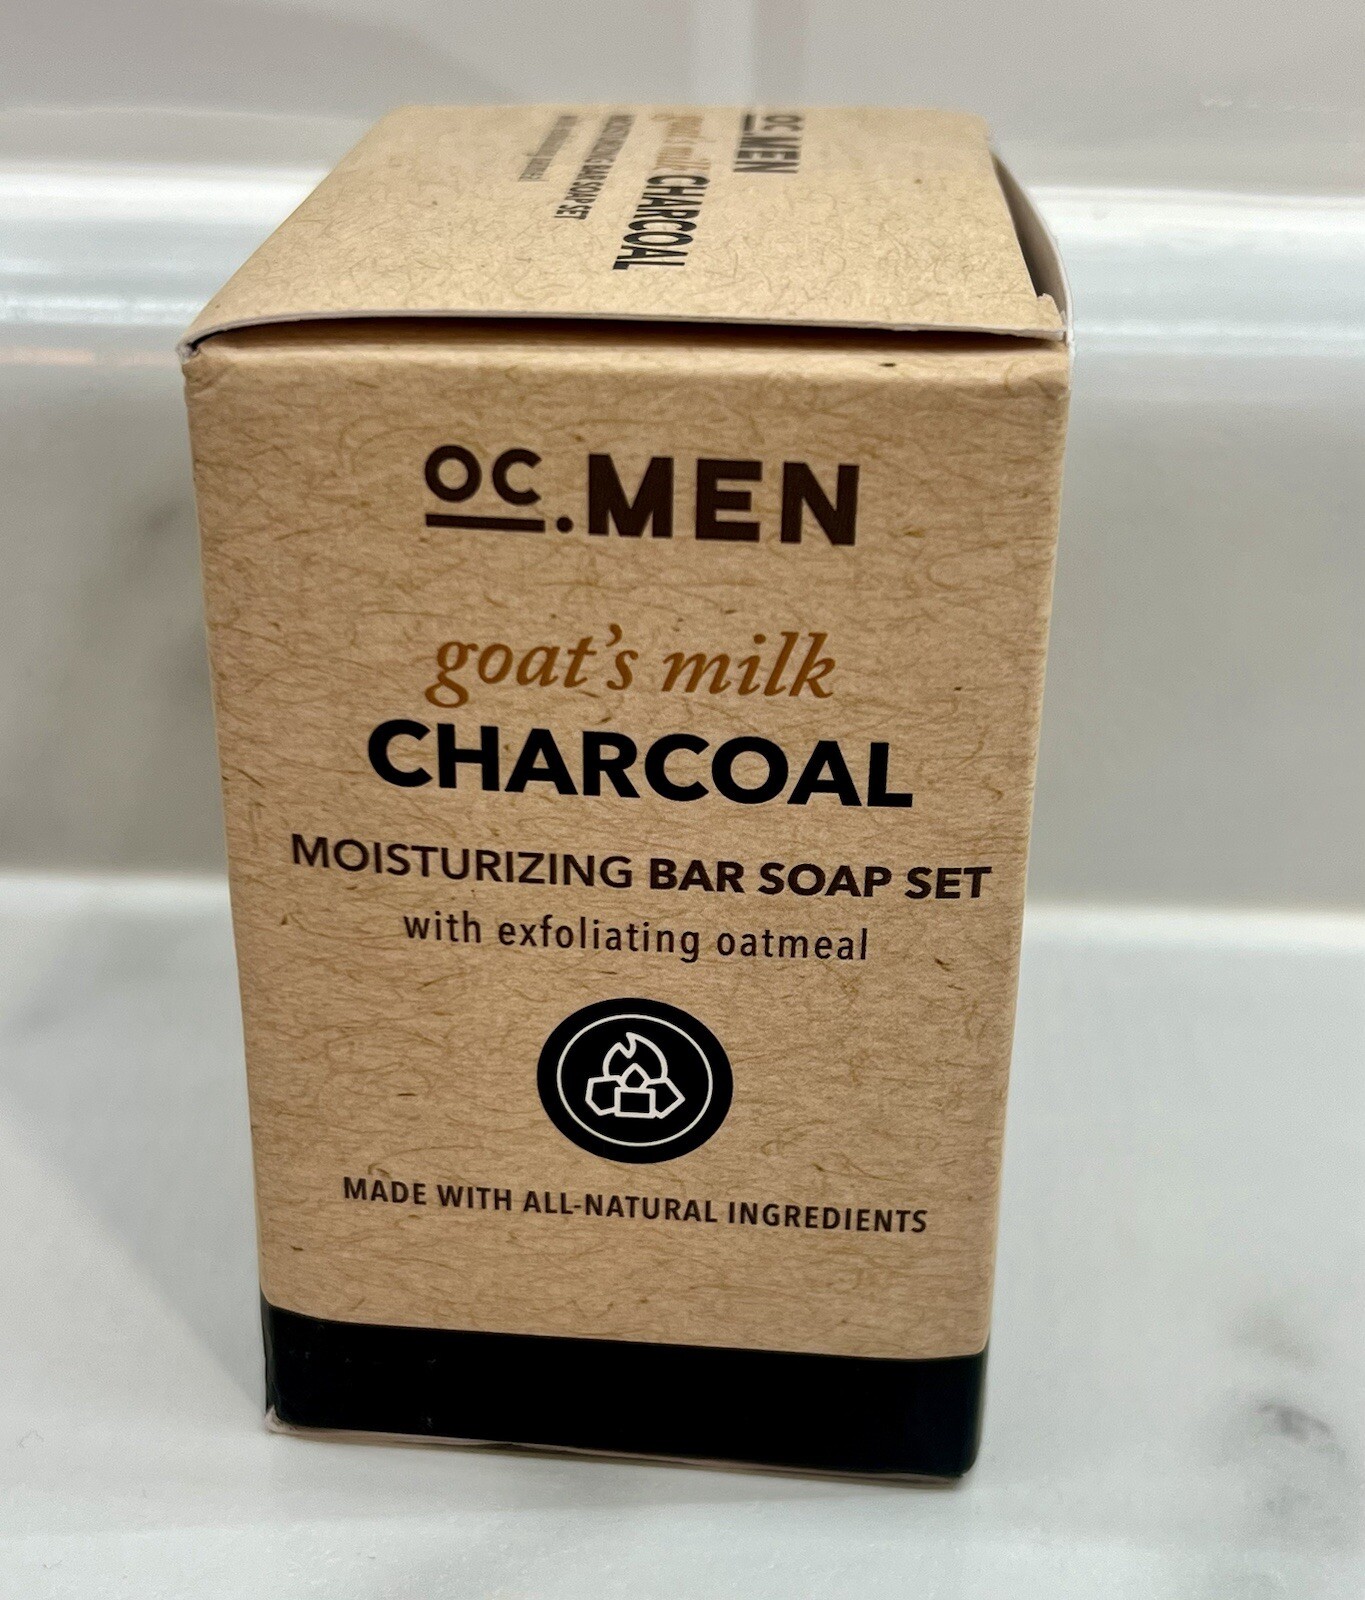 OC.MEN
goat's milk
CHARCOAL
MOISTURIZING BAR SOAP SET
OC.MEN
goat’s milk
CHARCOAL
MOISTURIZING BAR SOAP SET
with exfoliating oatmeal
MADE WITH ALL-NATURAL INGREDIENTS